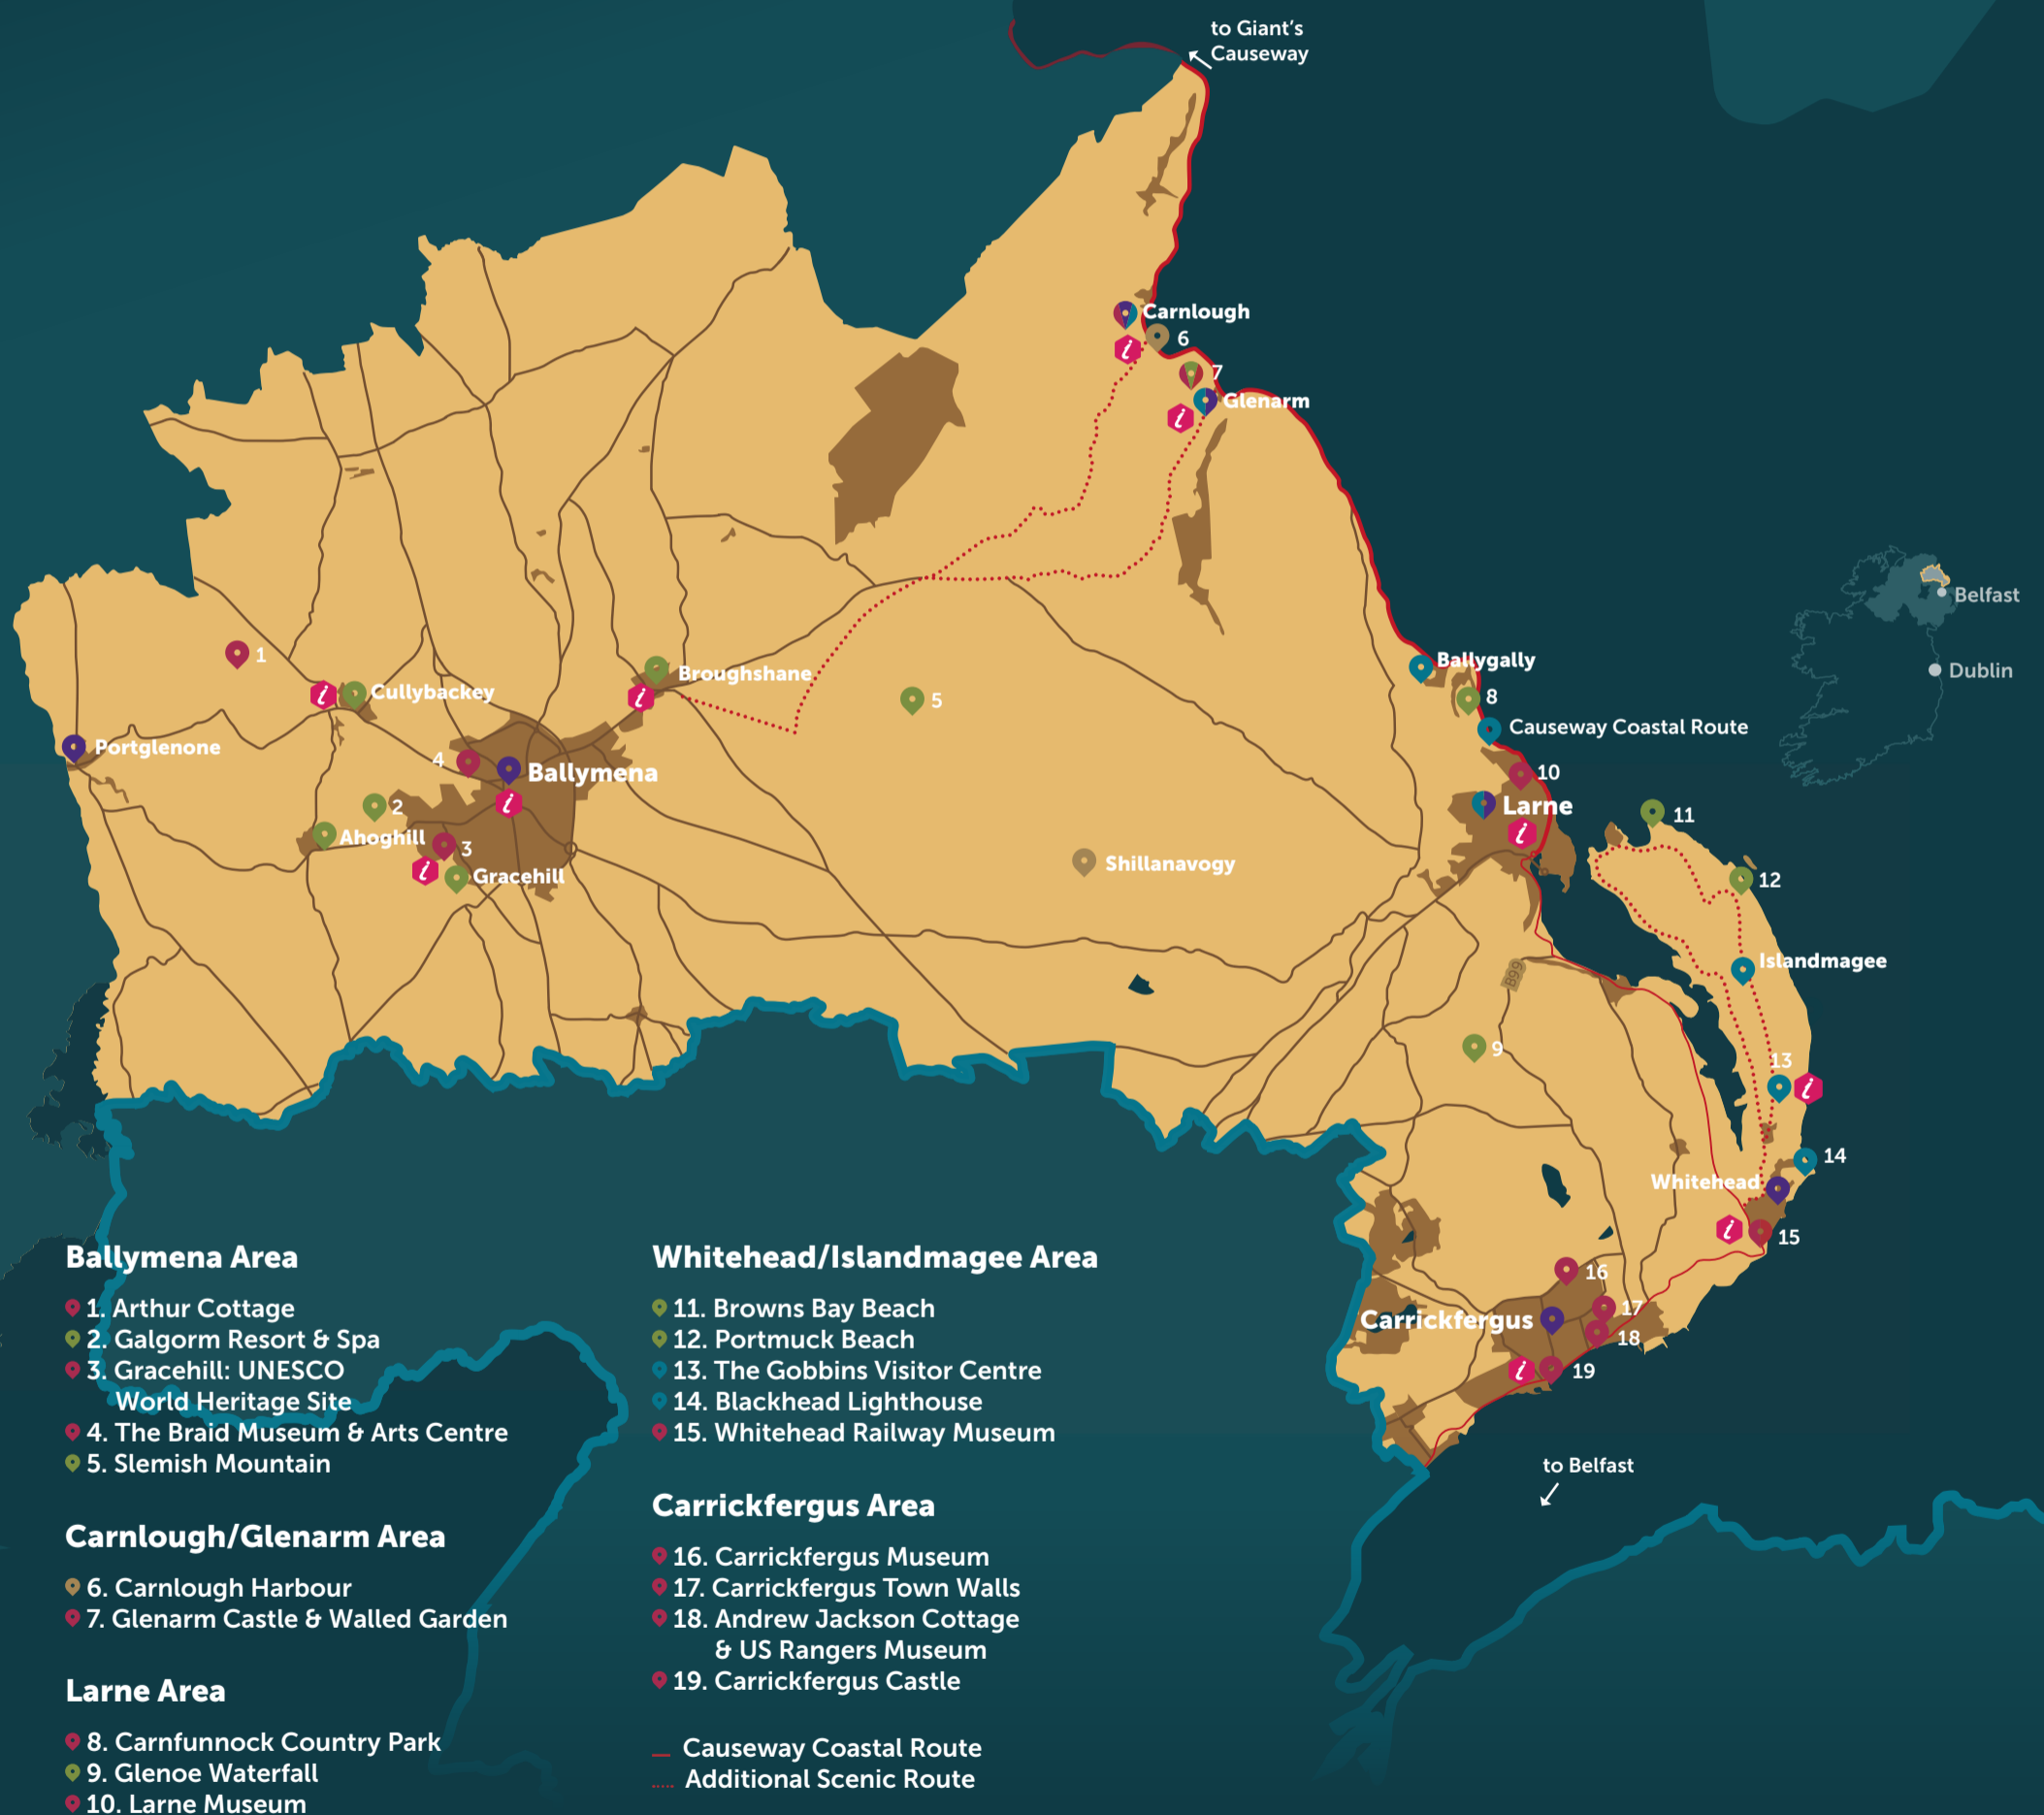 to Giant's
Causeway
Carnlough
6
7
Glenarm
Belfast
Dublin
1
Cullybackey
Broughshane
5
Ballygally
8
Causeway Coastal Route
Portglenone
4
Ballymena
10
Larne
2
Ahoghill
3
Gracehill
Shillanavogy
11
12
Islandmagee
B99
9
13
14
Whitehead
15
16
17
Carrickfergus
18
19
to Belfast
Ballymena Area
1. Arthur Cottage
2. Galgorm Resort & Spa
3. Gracehill: UNESCO
World Heritage Site
4. The Braid Museum & Arts Centre
5. Slemish Mountain
Carnlough/Glenarm Area
6. Carnlough Harbour
7. Glenarm Castle & Walled Garden
Larne Area
8. Carnfunnock Country Park
9. Glenoe Waterfall
10. Larne Museum
Whitehead/Islandmagee Area
11. Browns Bay Beach
12. Portmuck Beach
13. The Gobbins Visitor Centre
14. Blackhead Lighthouse
15. Whitehead Railway Museum
Carrickfergus Area
16. Carrickfergus Museum
17. Carrickfergus Town Walls
18. Andrew Jackson Cottage
& US Rangers Museum
19. Carrickfergus Castle
Causeway Coastal Route
Additional Scenic Route